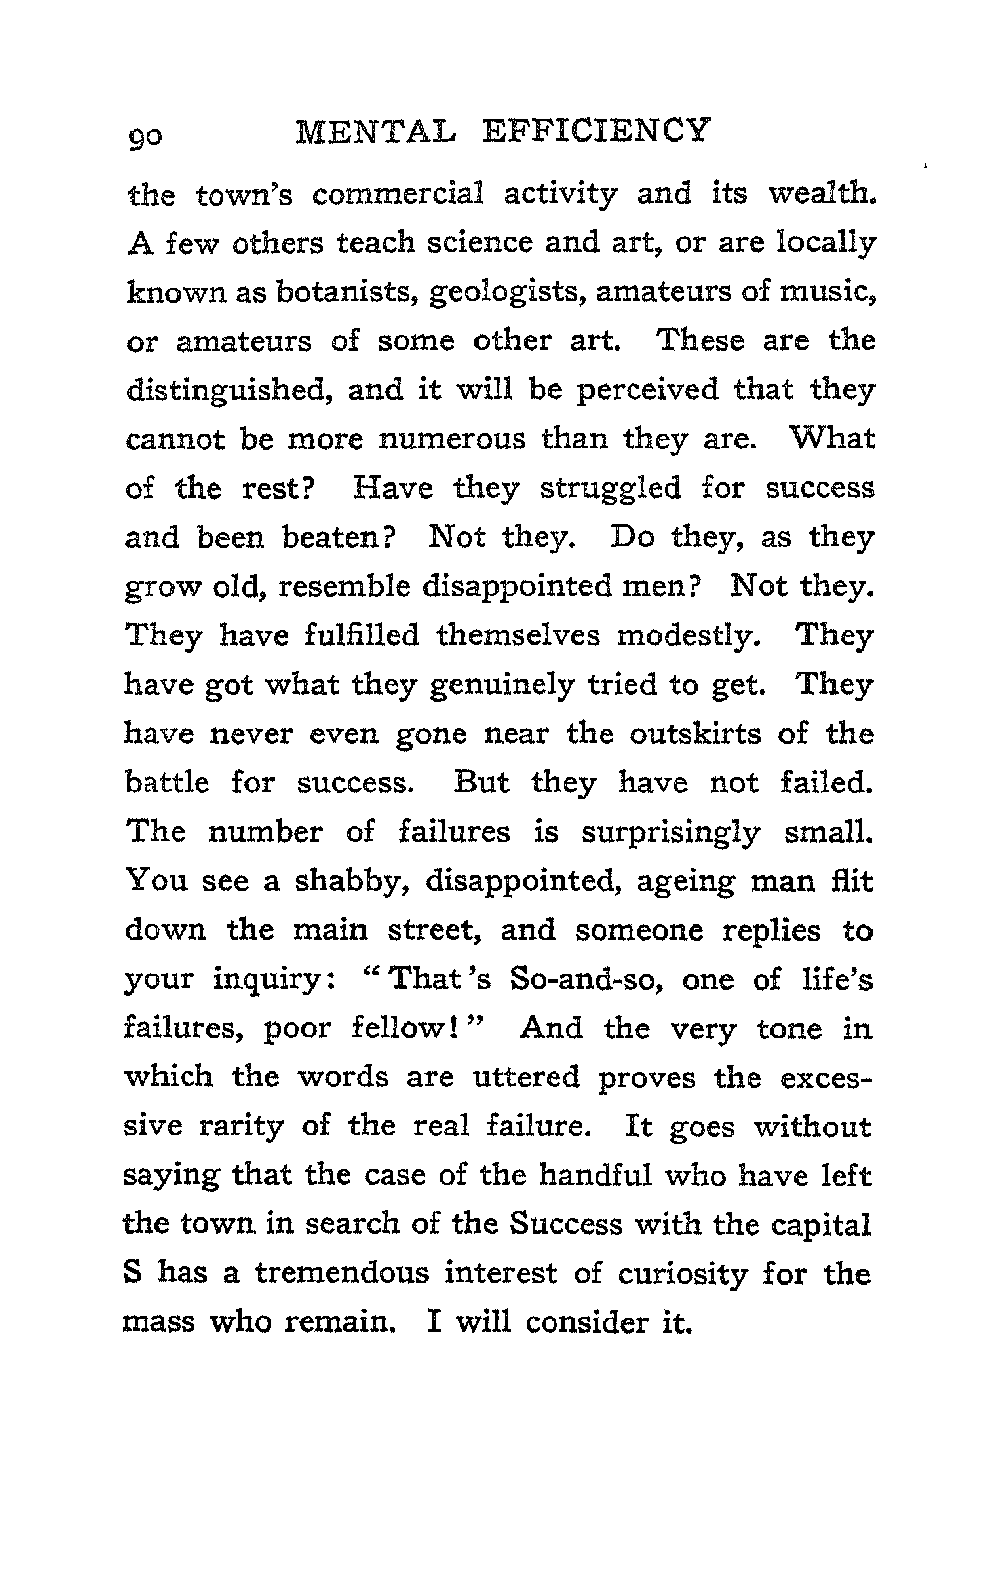 90 MENTAL EFFICIENCY
the town's commercial activity and its wealth.
A few others teach science and art, or are locally
known as botanists, geologists, amateurs of music,
or amateurs of some other art. These are the
distinguished, and it will be perceived that they
cannot be more numerous than they are. What
of the rest? Have they struggled for success
and been beaten? Not they. Do they, as they
grow old, resemble disappointed men? Not they.
They have fulfilled themselves modestly. They
have got what they genuinely tried to get. They
have never even gone near the outskirts of the
battle for success. But they have not failed.
The number of failures is surprisingly small.
You see a shabby, disappointed, ageing man flit
down the main street, and someone replies to
your inquiry: “That's So-and-so, one of life's
failures, poor fellow!” And the very tone in
which the words are uttered proves the exces-
sive rarity of the real failure. It goes without
saying that the case of the handful who have left
the town in search of the Success with the capital
S has a tremendous interest of curiosity for the
mass who remain. I will consider it.